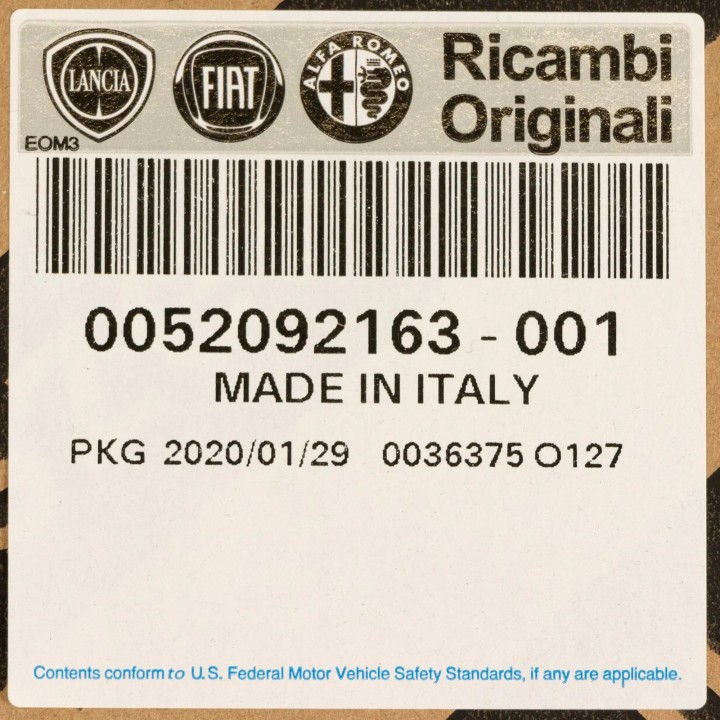 LANCIA FIAT ALFA ROMEO Ricambi
Originali
EOM3
0052092163 - 001
MADE IN ITALY
PKG 2020/01/29 0036375 O127
Contents conform to U.S. Federal Motor Vehicle Safety Standards, if any are applicable.